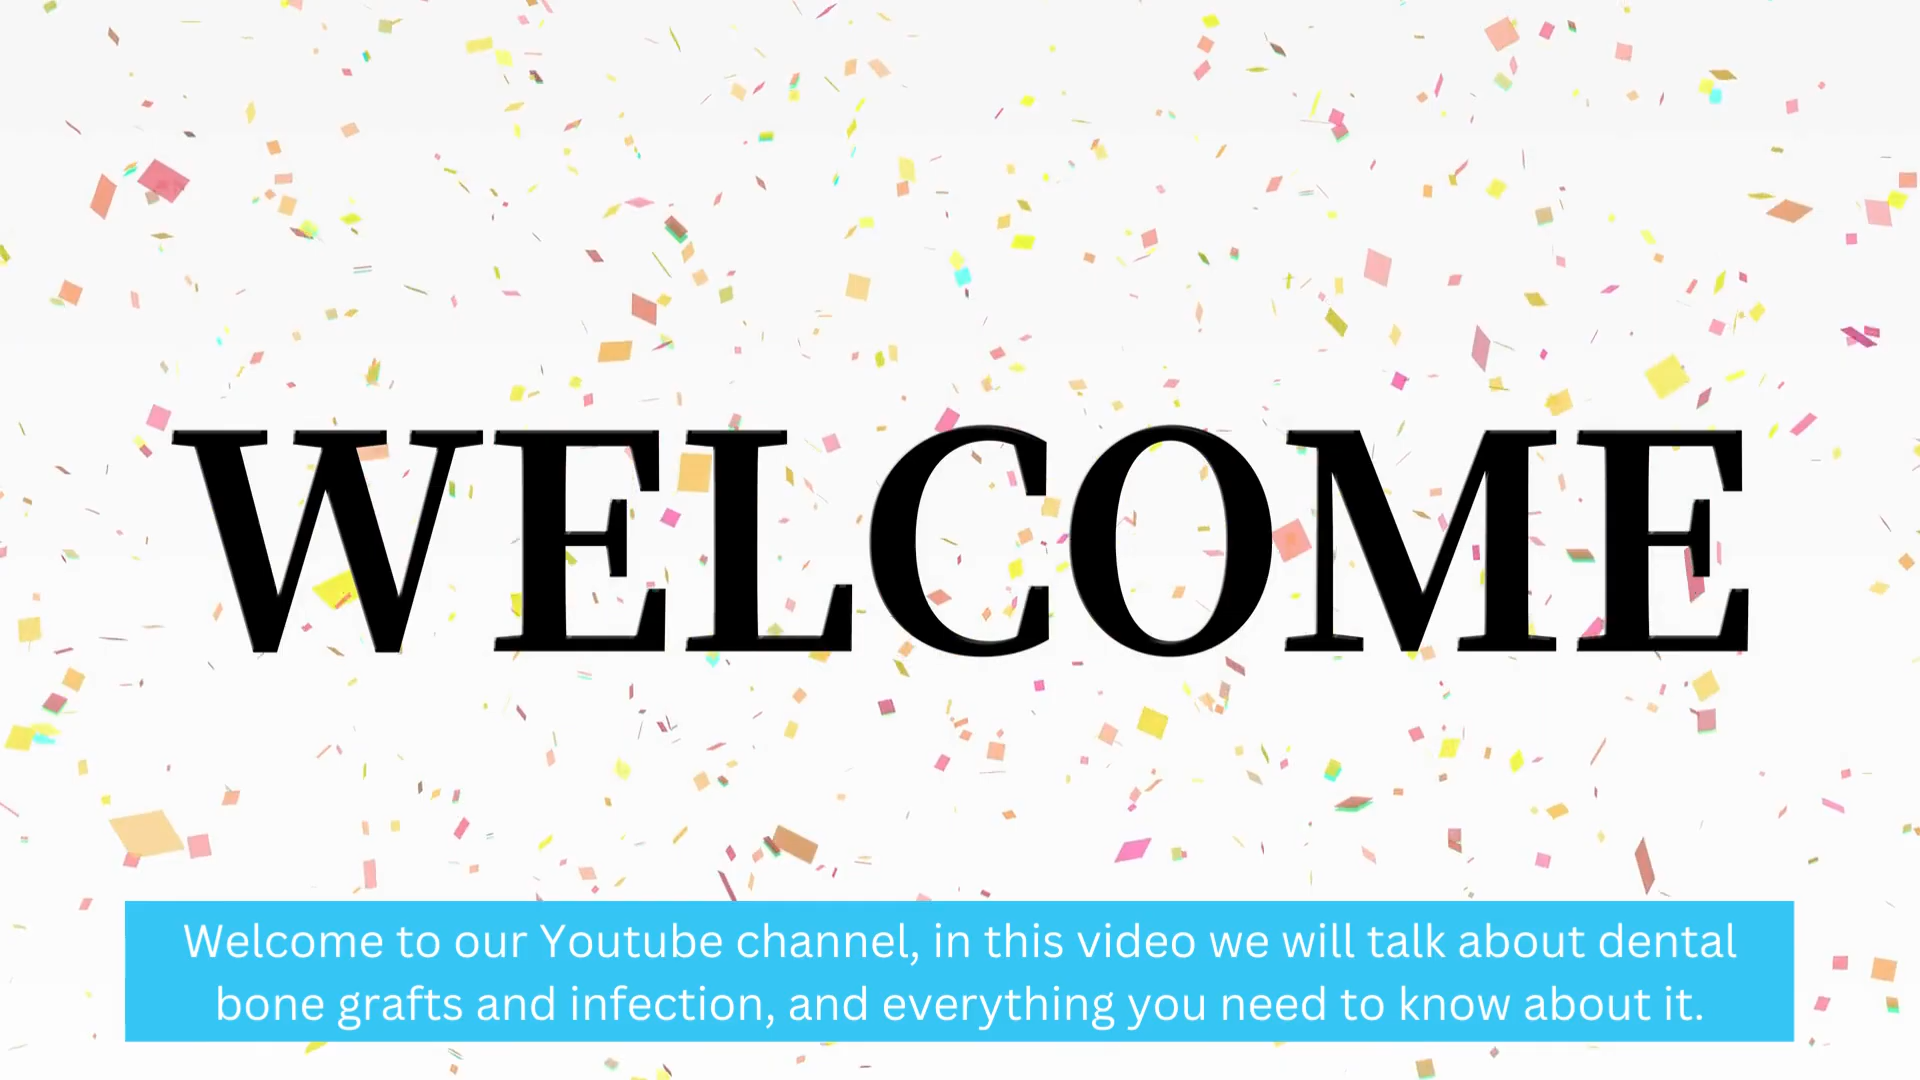 WELCOME
Welcome to our Youtube channel, in this video we will talk about dental
bone grafts and infection, and everything you need to know about it.